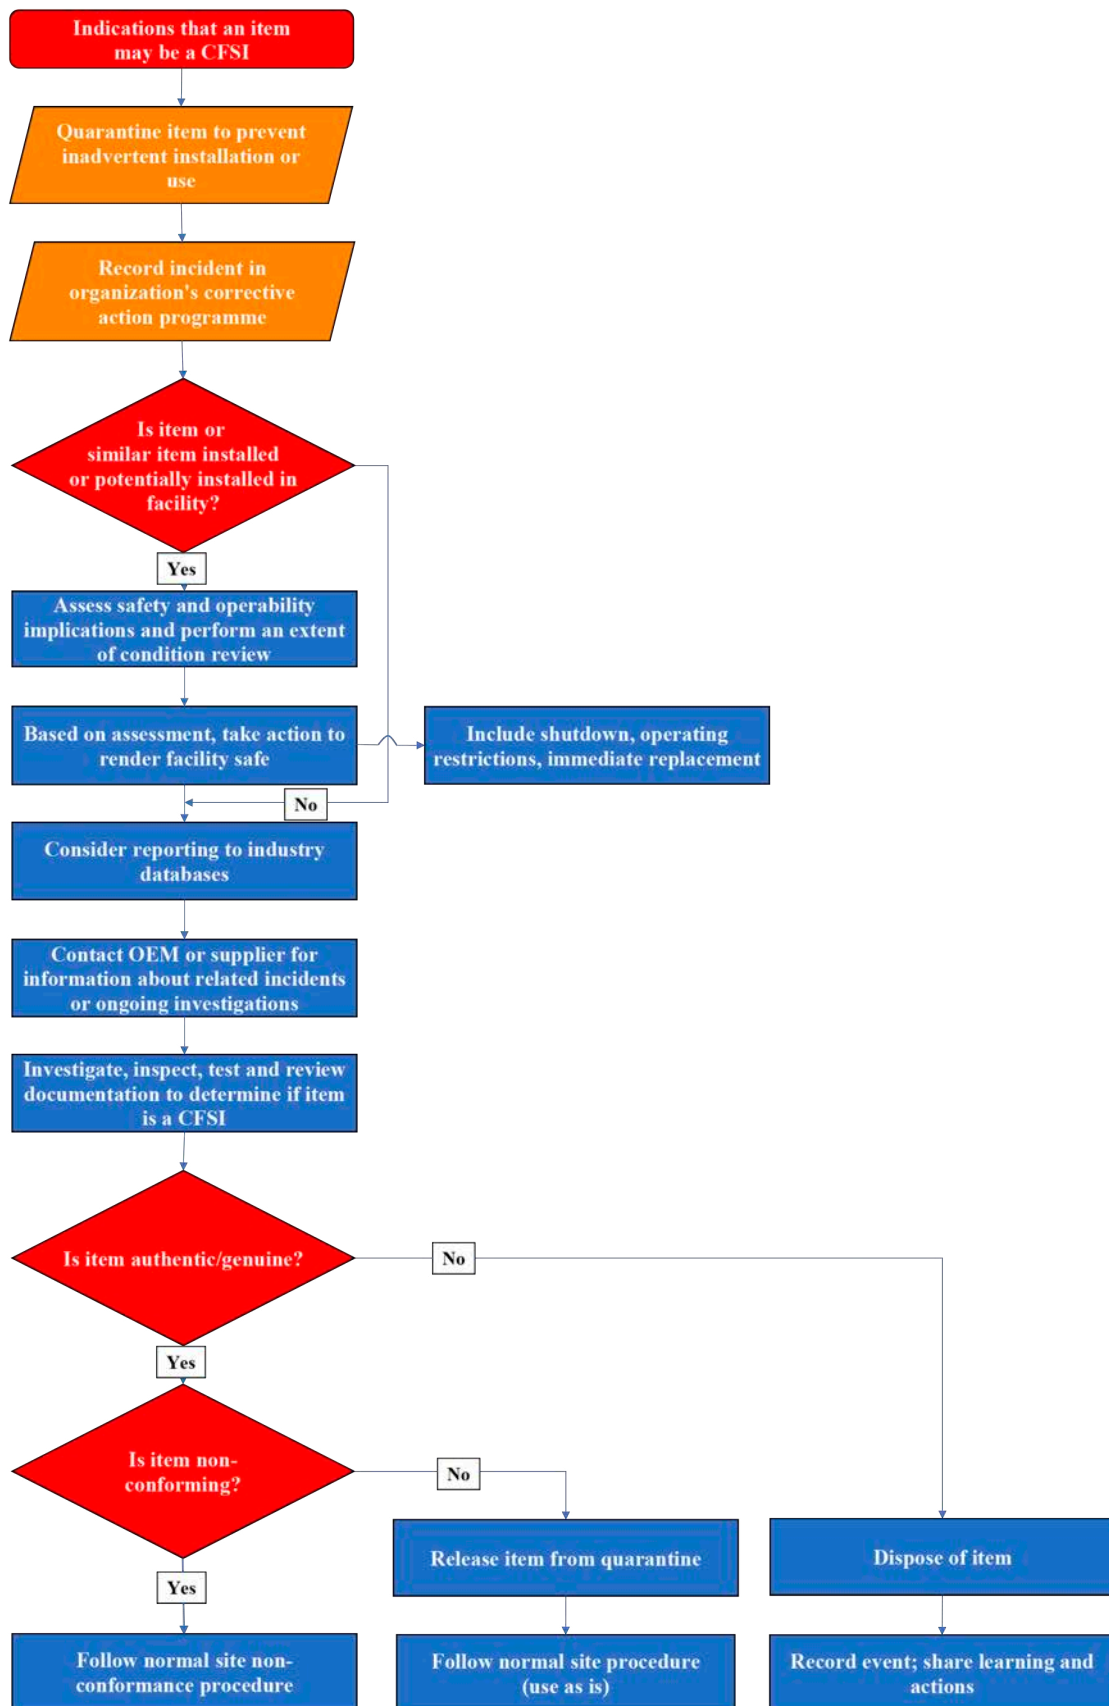 Indications that an item
may be a CFSI
Quarantine item to prevent
inadvertent installation or
use
Record incident in
organization's corrective
action programme
Is item or
similar item installed
or potentially installed in
facility?
Yes
Assess safety and operability
implications and perform an extent
of condition review
Based on assessment, take action to
render facility safe
Include shutdown, operating
restrictions, immediate replacement
No
Consider reporting to industry
databases
Contact OEM or supplier for
information about related incidents
or ongoing investigations
Investigate, inspect, test and review
documentation to determine if item
is a CFSI
Is item authentic/genuine?
No
Yes
Is item non-
conforming?
No
Release item from quarantine
Dispose of item
Yes
Follow normal site non-
conformance procedure
Follow normal site procedure
(use as is)
Record event; share learning and
actions